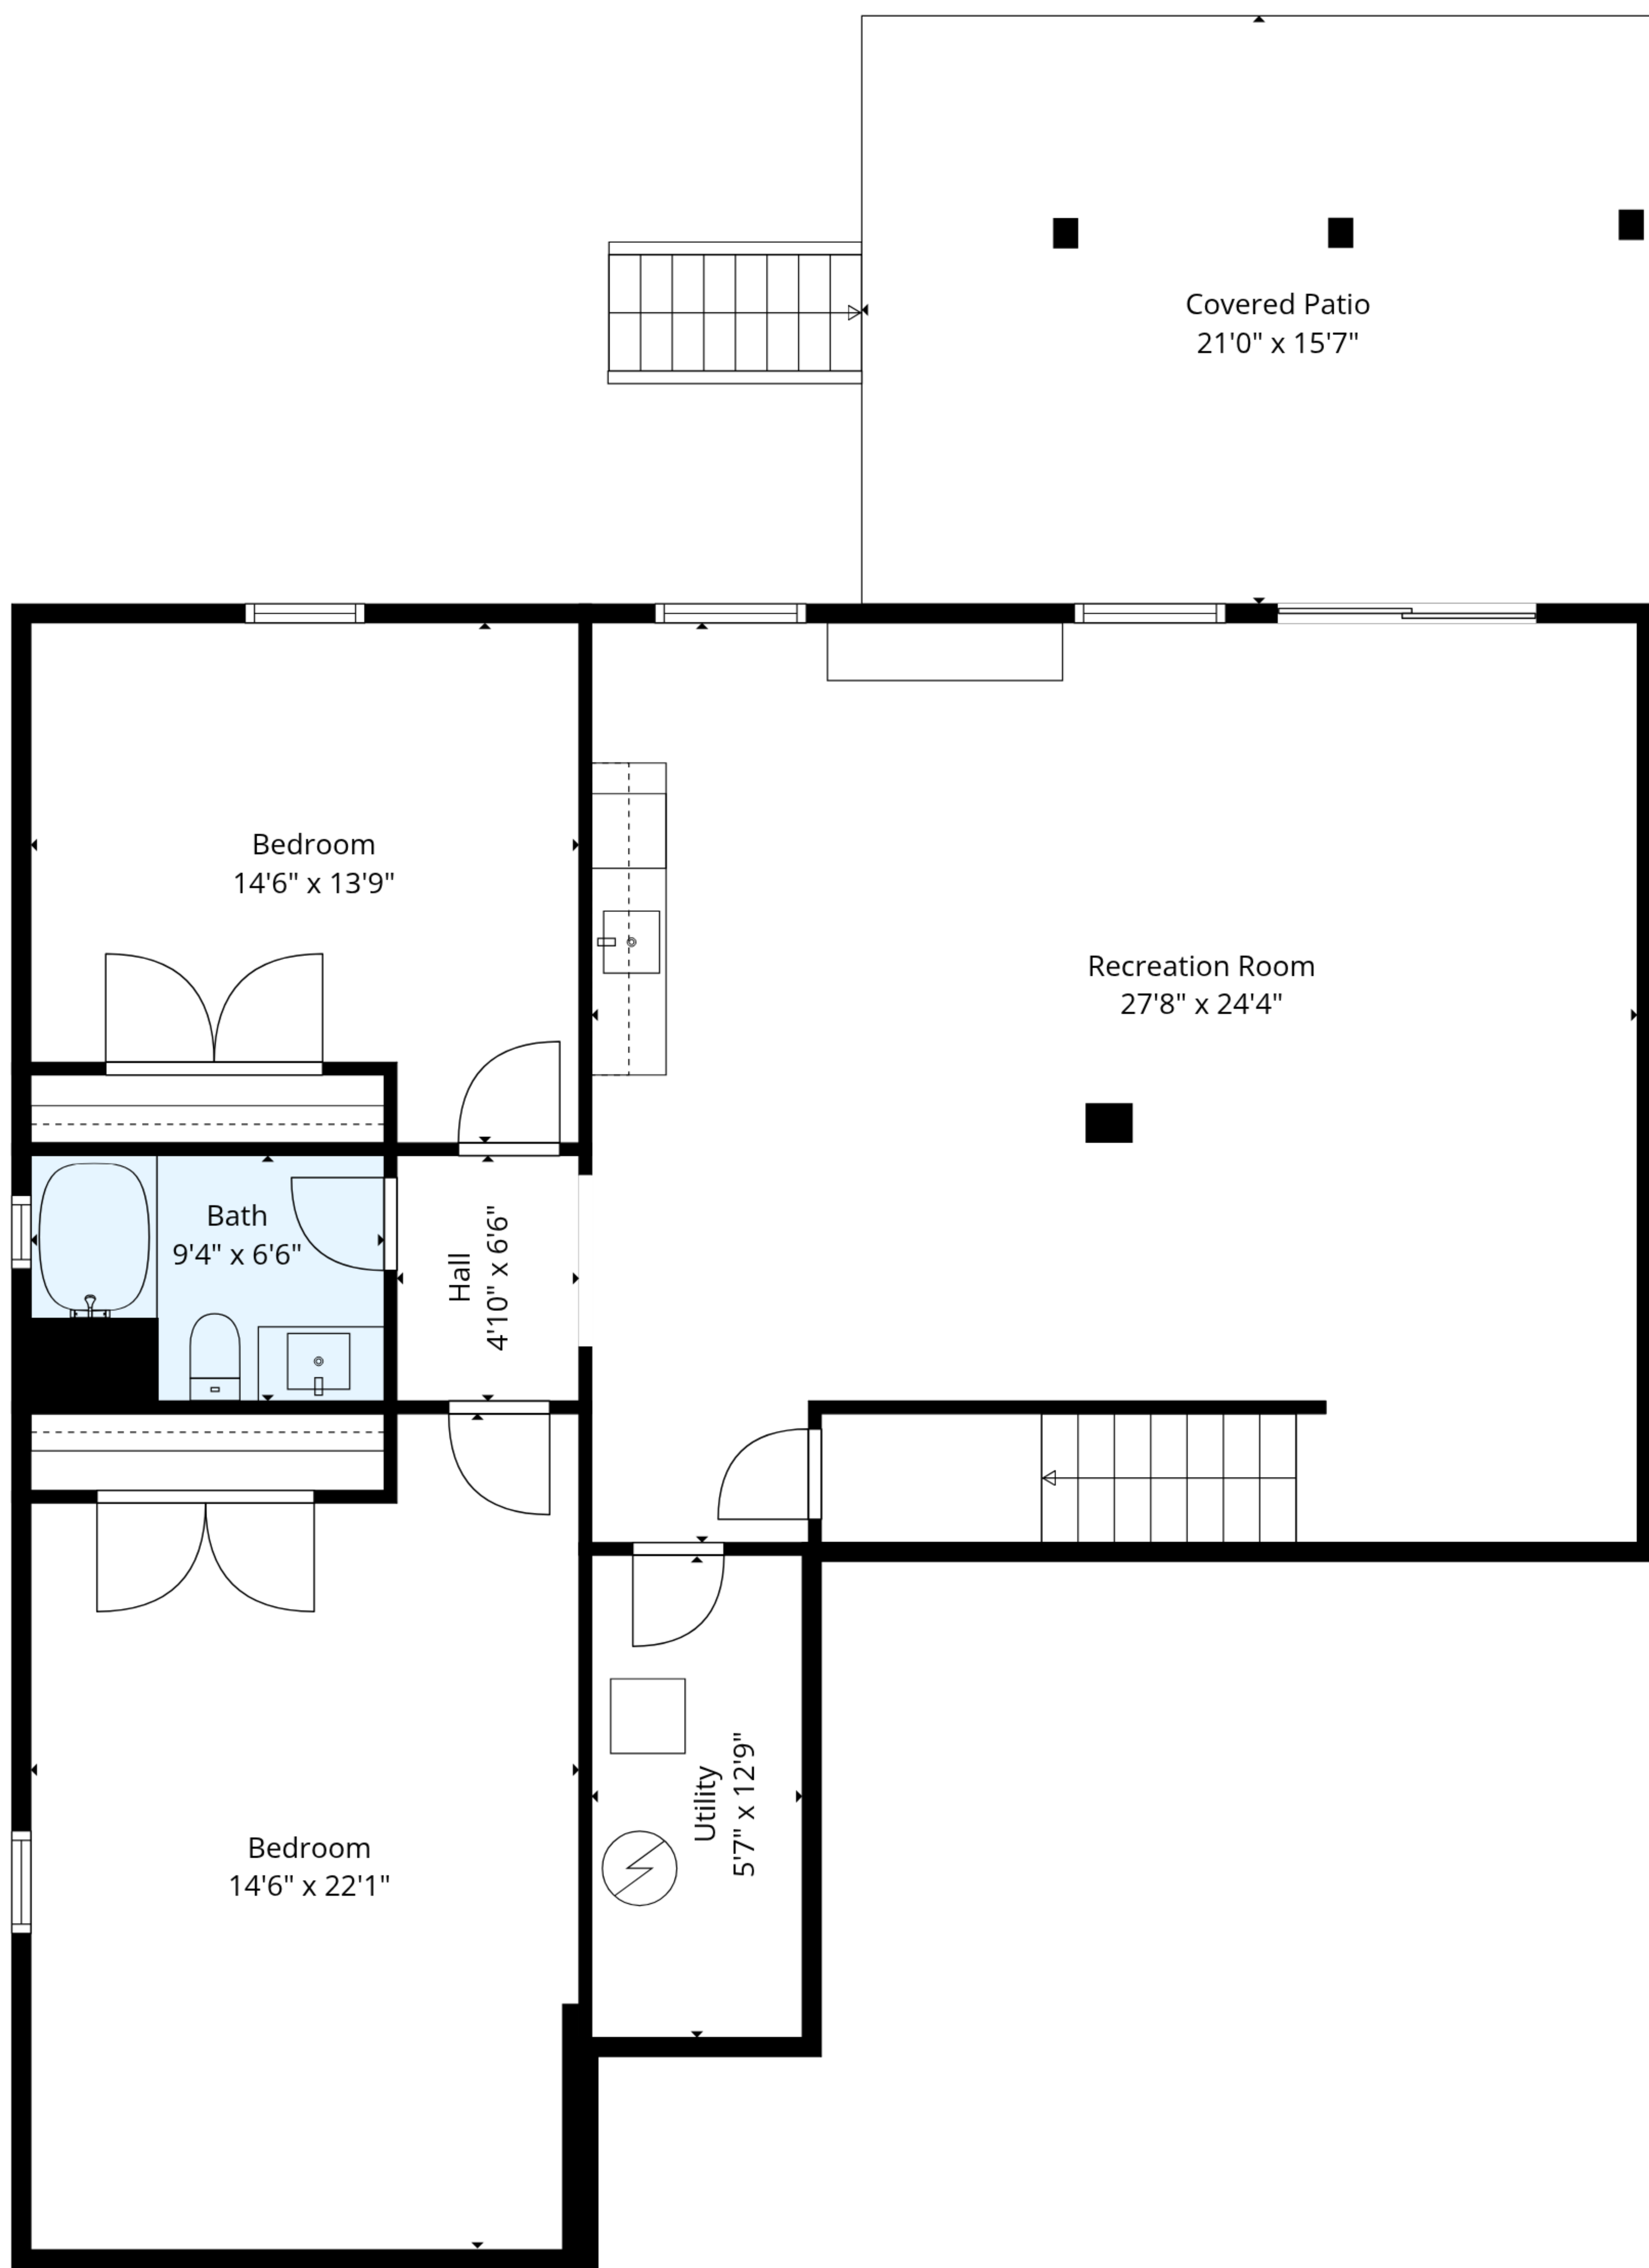 Covered Patio
21'0" x 15'7"
Bedroom
14'6" x 13'9"
Recreation Room
27'8" x 24'4"
Bath
9'4" x 6'6"
Hall
4'10" x 6'6"
Utility
5'7" x 12'9"
Bedroom
14'6" x 22'1"